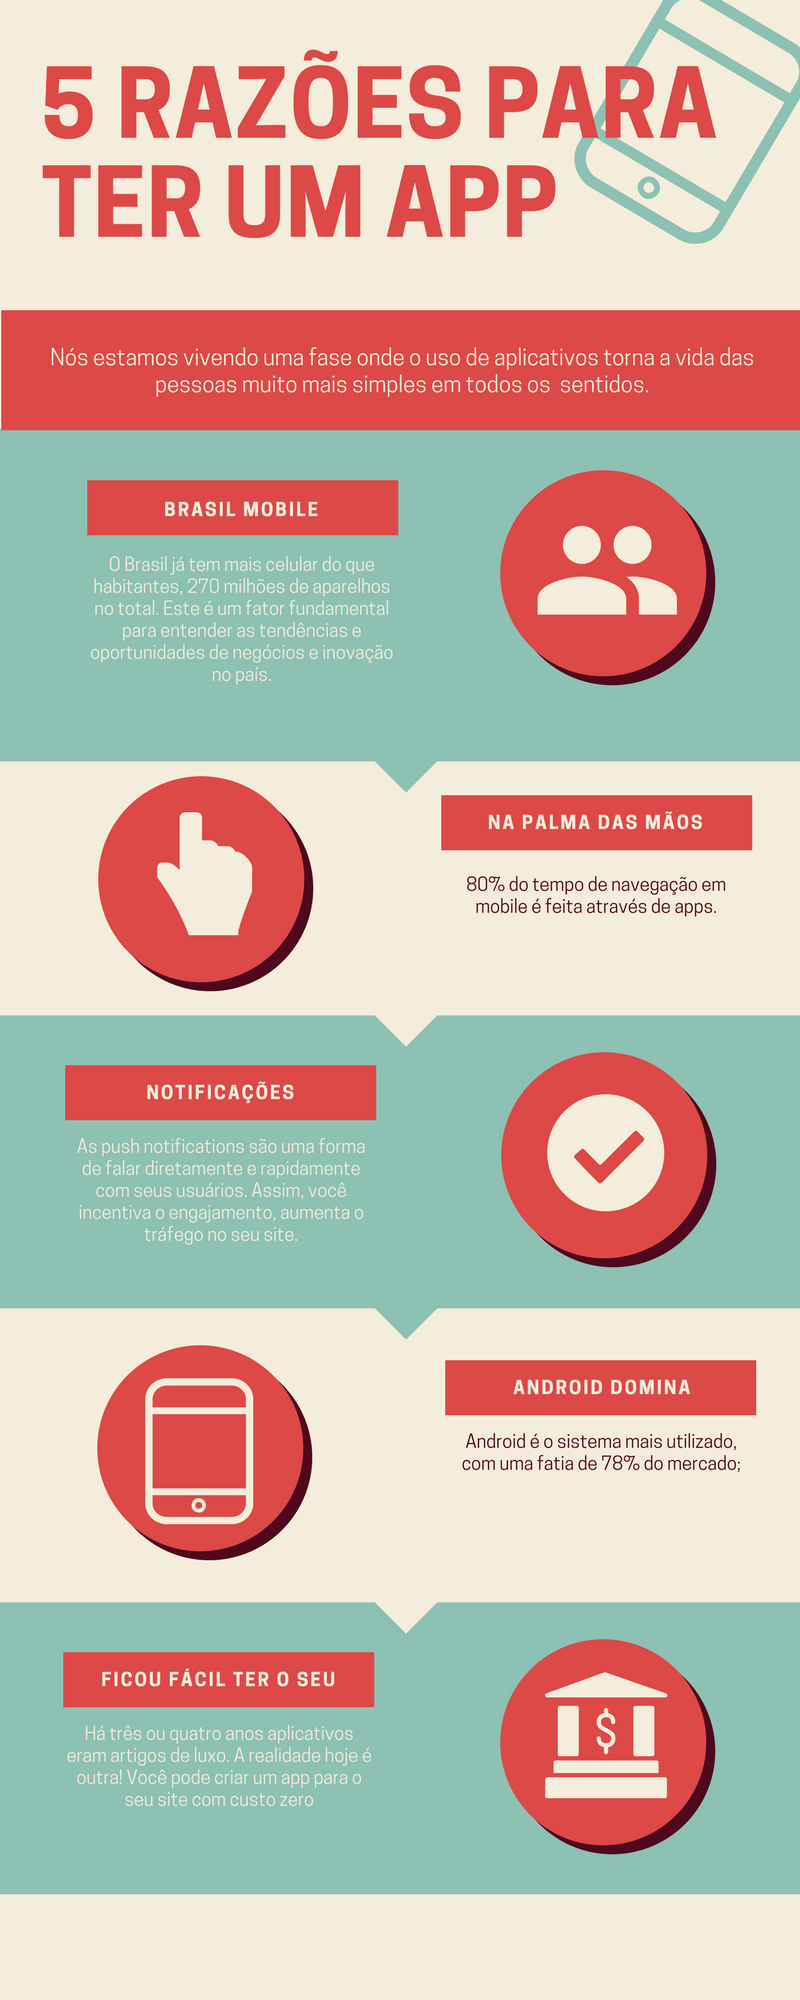 5 RAZÕES PARA
TER UM APP
Nós estamos vivendo uma fase onde o uso de aplicativos torna a vida das
pessoas muito mais simples em todos os sentidos.
BRASIL MOBILE
O Brasil já tem mais celular do que
habitantes, 270 milhões de aparelhos
no total. Este é um fator fundamental
para entender as tendências e
oportunidades de negócios e inovação
no país.
NA PALMA DAS MÃOS
80% do tempo de navegação em
mobile é feita através de apps.
NOTIFICAÇÕES
As push notifications são uma forma
de falar diretamente e rapidamente
com seus usuários. Assim, você
incentiva o engajamento, aumenta o
tráfego no seu site.
ANDROID DOMINA
Android é o sistema mais utilizado,
com uma fatia de 78% do mercado;
FICOU FÁCIL TER O SEU
Há três ou quatro anos aplicativos
eram artigos de luxo. A realidade hoje é
outra! Você pode criar um app para o
seu site com custo zero
$